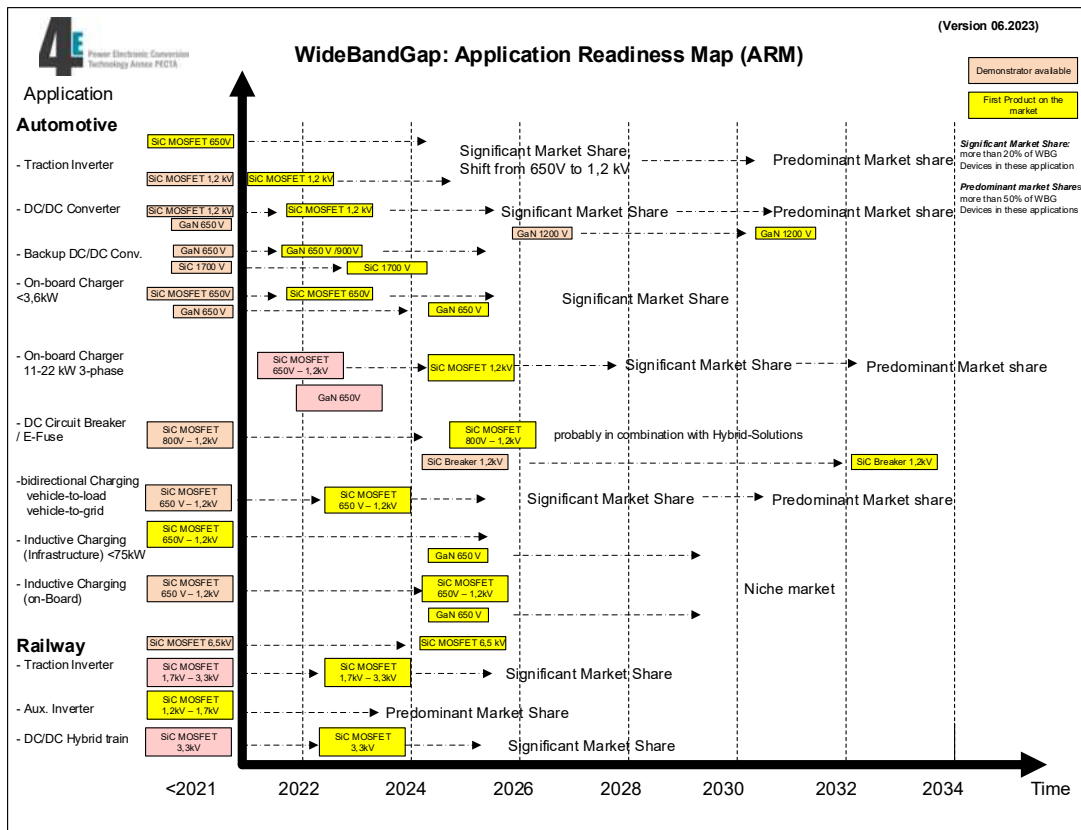 (Version 06.2023)
4E
Power Electronic Conversion
Technology Annex PECTA
WideBandGap: Application Readiness Map (ARM)
Demonstrator available
First Product on the
market
Significant Market Share:
more than 20% of WBG
Devices in these application
Predominant market Shares
more than 50% of WBG
Devices in these applications
Application
Automotive
SiC MOSFET 650V
- Traction Inverter
Significant Market Share
Shift from 650V to 1,2 kV
Predominant Market share
SiC MOSFET 1,2 kV
SiC MOSFET 1,2 kV
- DC/DC Converter
SiC MOSFET 1,2 kV
SiC MOSFET 1,2 kV
Significant Market Share
Predominant Market share
GaN 650 V
GaN 1200 V
GaN 1200 V
- Backup DC/DC Conv.
GaN 650 V
GaN 650 V /900V
SiC 1700 V
SiC 1700 V
- On-board Charger
<3,6kW
SiC MOSFET 650V
SiC MOSFET 650V
Significant Market Share
GaN 650 V
GaN 650 V
- On-board Charger
11-22 kW 3-phase
SiC MOSFET
650V – 1,2kV
SiC MOSFET 1,2kV
Significant Market Share
Predominant Market share
GaN 650V
- DC Circuit Breaker
/ E-Fuse
SiC MOSFET
800V – 1,2kV
SiC MOSFET
800V – 1,2kV
probably in combination with Hybrid-Solutions
SiC Breaker 1,2kV
SiC Breaker 1,2kV
-bidirectional Charging
vehicle-to-load
vehicle-to-grid
SiC MOSFET
650 V – 1,2kV
SiC MOSFET
650 V – 1,2kV
Significant Market Share
Predominant Market share
- Inductive Charging
(Infrastructure) <75kW
SiC MOSFET
650V – 1,2kV
GaN 650 V
- Inductive Charging
(on-Board)
SiC MOSFET
650 V – 1,2kV
SiC MOSFET
650V – 1,2kV
Niche market
GaN 650 V
Railway
SiC MOSFET 6,5kV
SiC MOSFET 6,5 kV
- Traction Inverter
SiC MOSFET
1,7kV – 3,3kV
SiC MOSFET
1,7kV – 3,3kV
Significant Market Share
- Aux. Inverter
SiC MOSFET
1,2kV – 1,7kV
Predominant Market Share
- DC/DC Hybrid train
SiC MOSFET
3,3kV
SiC MOSFET
3,3kV
Significant Market Share
<2021 2022 2024 2026 2028 2030 2032 2034 Time